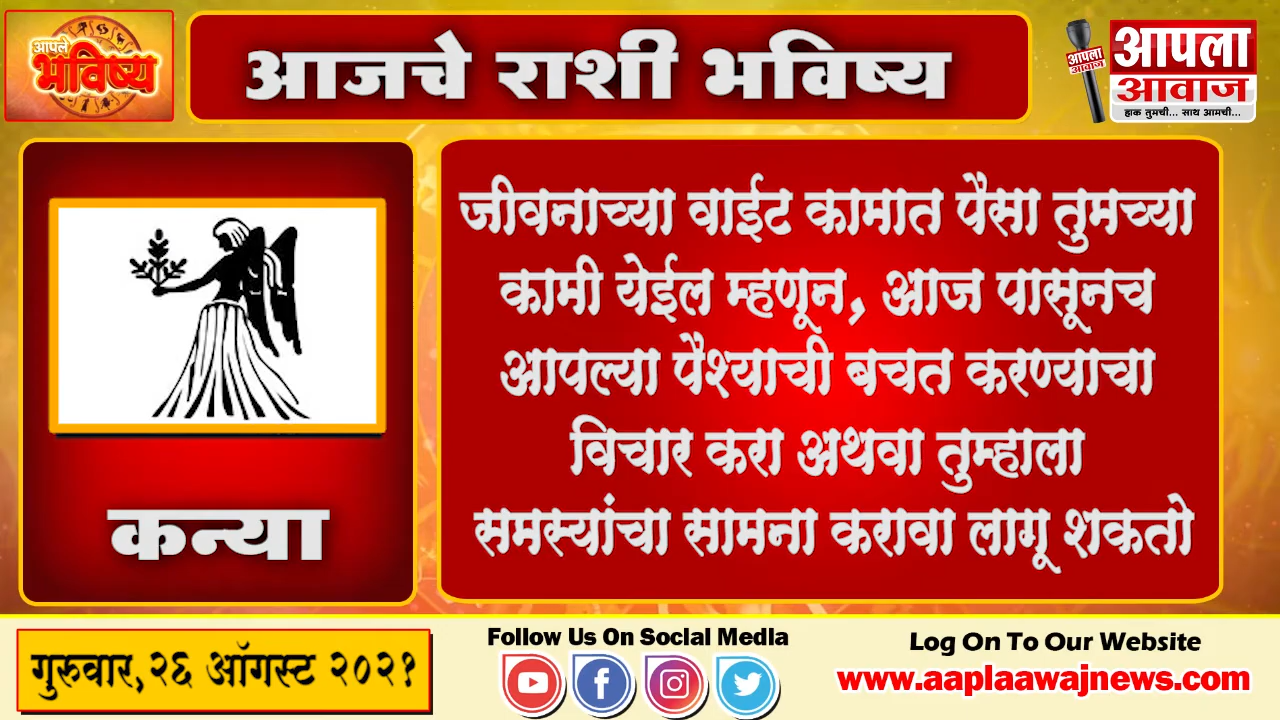 आपले
भविष्य
आजचे राशी भविष्य
आपला
आवाज
आपला
आवाज
हाक तुमची... साथ आमची...
जीवनाच्या वाईट कामात पैसा तुमच्या
कामी येईल म्हणून, आज पासूनच
आपल्या पैश्याची बचत करण्याचा
विचार करा अथवा तुम्हाला
समस्यांचा सामना करावा लागू शकतो
कन्या
गुरुवार,२६ ऑगस्ट २०२१
Follow Us On Social Media
Log On To Our Website
www.aaplaawajnews.com